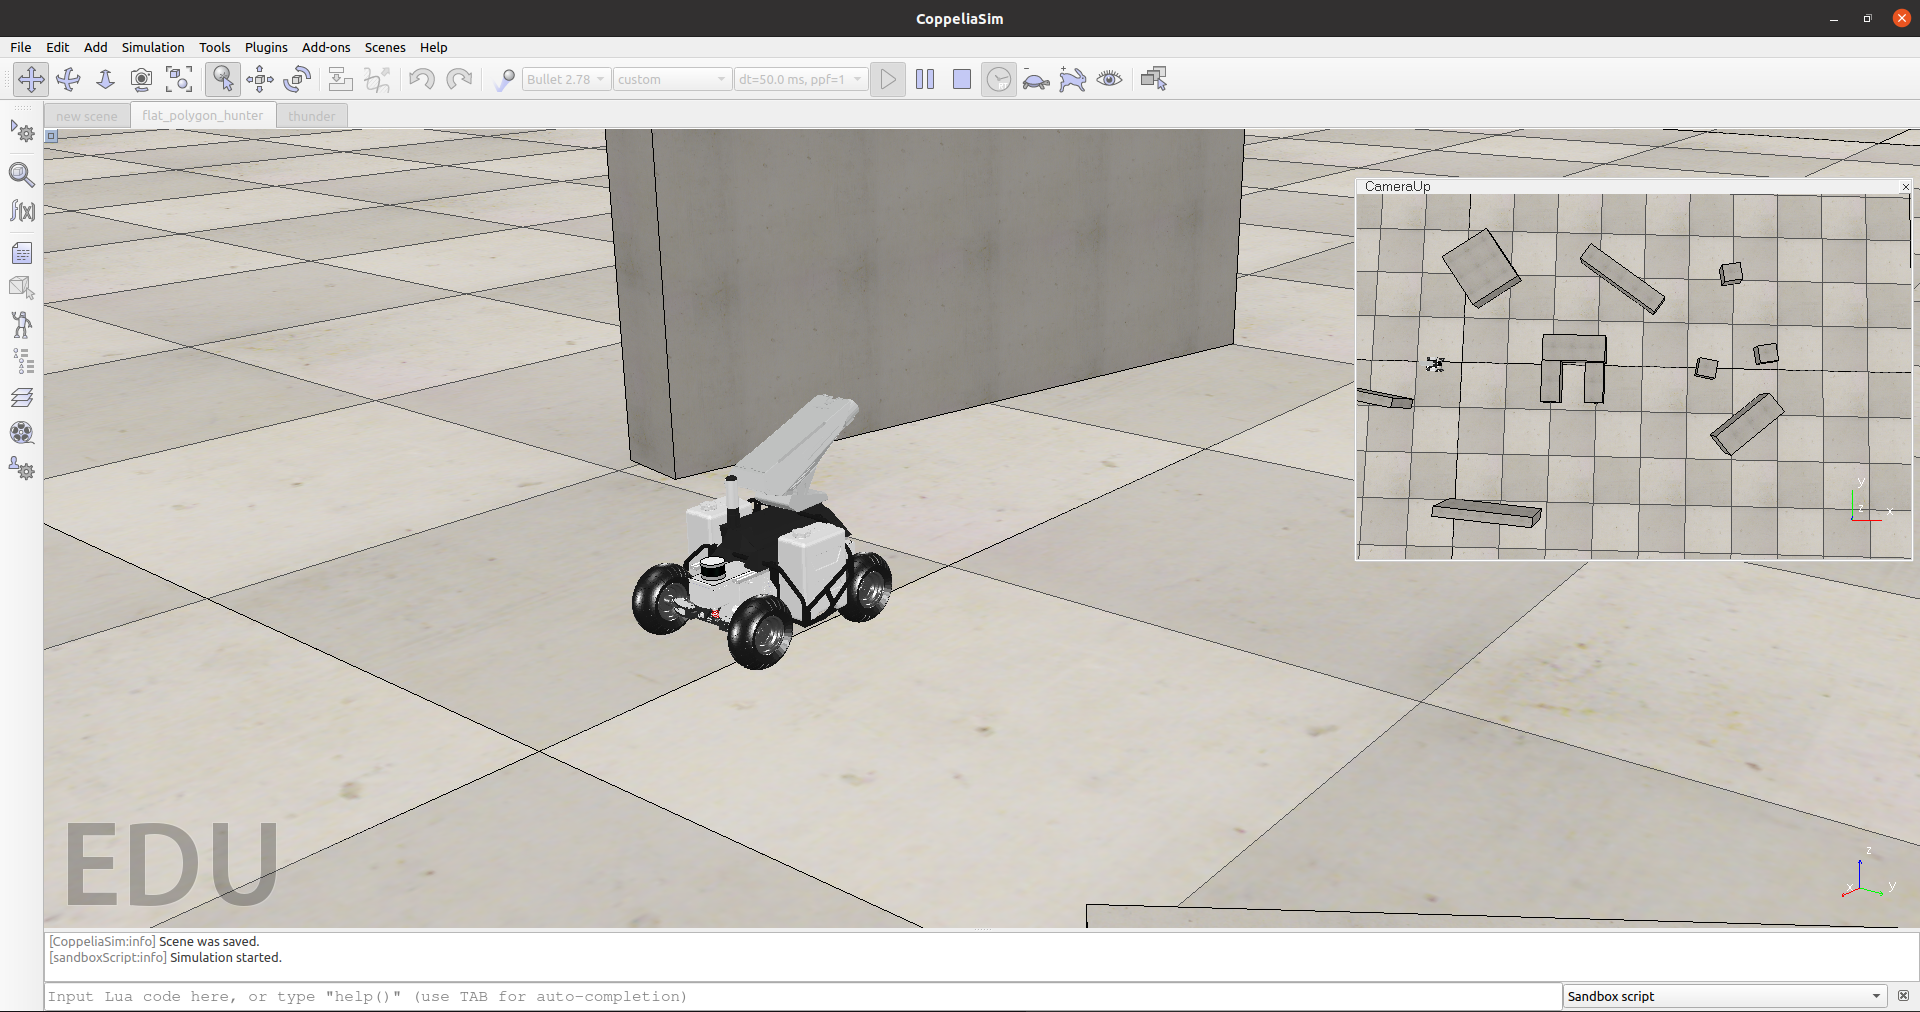 CoppeliaSim
File Edit Add Simulation Tools Plugins Add-ons Scenes Help
Bullet 2.78 custom dt=50.0 ms, ppf=1
f(x)
new scene flat_polygon_hunter thunder
CameraUp
y
z
x
EDU
z
x
y
[CoppeliaSim:info] Scene was saved.
[sandboxScript:info] Simulation started.
Input Lua code here, or type "help()" (use TAB for auto-completion)
Sandbox script